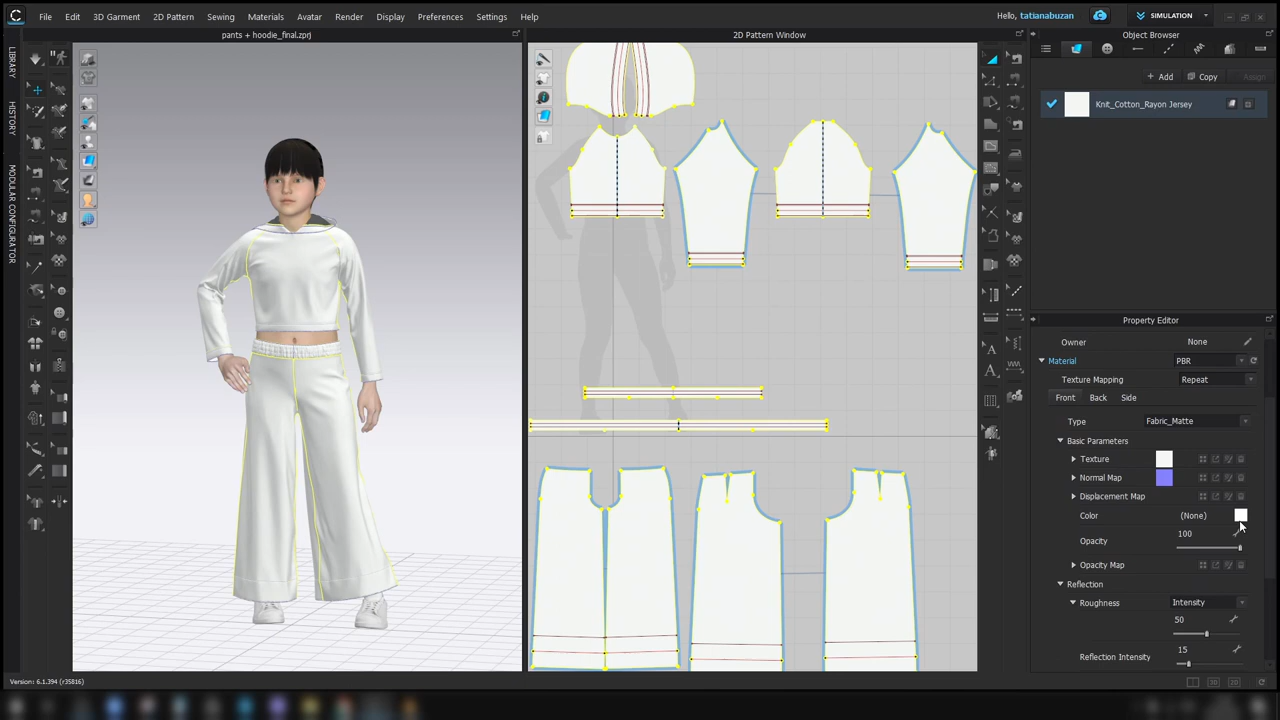 File Edit 3D Garment 2D Pattern Sewing Materials Avatar Render Display Preferences Settings Help
Hello, tatianabuzan
SIMULATION
pants + hoodie_final.zprj
2D Pattern Window
Object Browser
LIBRARY
HISTORY
MODULAR CONFIGURATOR
+ Add
Copy
Assign
Knit_Cotton_Rayon Jersey
Property Editor
Owner None
Material PBR
Texture Mapping Repeat
Front Back Side
Type Fabric_Matte
Basic Parameters
Texture
Normal Map
Displacement Map
Color (None)
Opacity 100
Opacity Map
Reflection
Roughness Intensity
50
Reflection Intensity 15
Version: 6.1.394 (r35816)
3D
2D